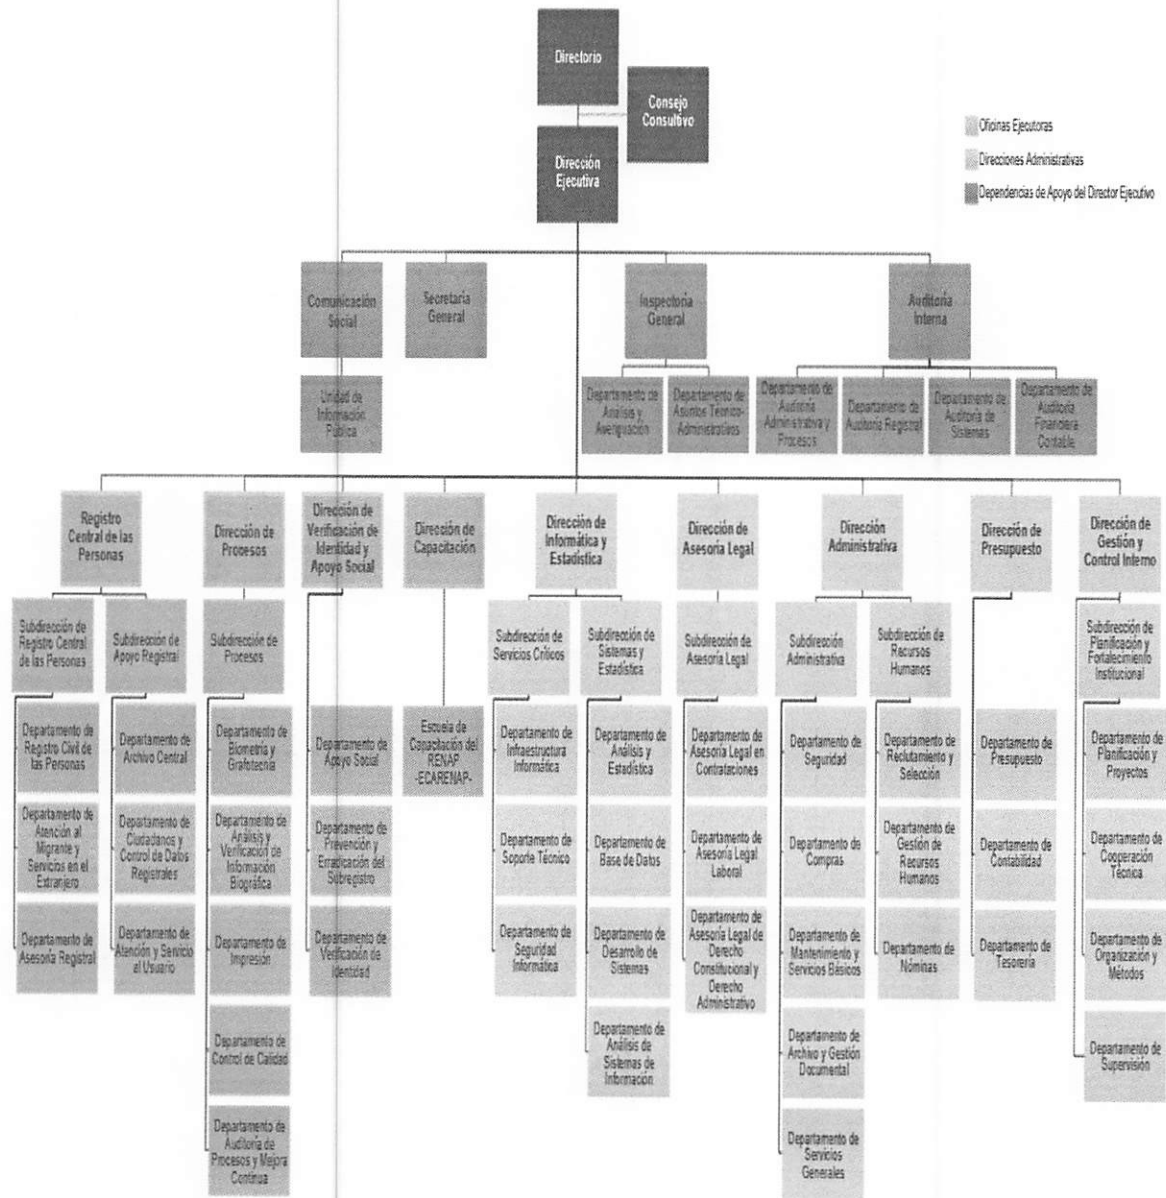 Directorio
Consejo
Consultivo
Dirección
Ejecutiva
Oficinas Ejecutoras
Direcciones Administrativas
Dependencias de Apoyo del Director Ejecutivo
Comunicación
Social
Secretaría
General
Inspectoría
General
Auditoría
Interna
Unidad de
Información
Pública
Departamento de
Análisis y
Averiguación
Departamento de
Asuntos Técnico-
Administrativos
Departamento de
Auditoría
Administrativa y
Procesos
Departamento de
Auditoría Registral
Departamento de
Auditoría de
Sistemas
Departamento de
Auditoría
Financiera
Contable
Registro
Central de las
Personas
Dirección de
Procesos
Dirección de
Verificación de
Identidad y
Apoyo Social
Dirección de
Capacitación
Dirección de
Informática y
Estadística
Dirección de
Asesoría Legal
Dirección
Administrativa
Dirección de
Presupuesto
Dirección de
Gestión y
Control Interno
Subdirección de
Registro Central
de las Personas
Subdirección de
Apoyo Registral
Subdirección de
Procesos
Subdirección de
Servicios Críticos
Subdirección de
Sistemas y
Estadística
Subdirección de
Asesoría Legal
Subdirección
Administrativa
Subdirección de
Recursos
Humanos
Subdirección de
Planificación y
Fortalecimiento
Institucional
Departamento de
Registro Civil de
las Personas
Departamento de
Archivo Central
Departamento de
Biometría y
Grafotecnia
Departamento de
Apoyo Social
Escuela de
Capacitación del
RENAP
-ECARENAP-
Departamento de
Infraestructura
Informática
Departamento de
Análisis y
Estadística
Departamento de
Asesoría Legal en
Contrataciones
Departamento de
Seguridad
Departamento de
Reclutamiento y
Selección
Departamento de
Presupuesto
Departamento de
Planificación y
Proyectos
Departamento de
Atención al
Migrante y
Servicios en el
Extranjero
Departamento de
Ciudadanos y
Control de Datos
Registrales
Departamento de
Análisis y
Verificación de
Información
Biográfica
Departamento de
Prevención y
Erradicación del
Subregistro
Departamento de
Soporte Técnico
Departamento de
Base de Datos
Departamento de
Asesoría Legal
Laboral
Departamento de
Compras
Departamento de
Gestión de
Recursos
Humanos
Departamento de
Contabilidad
Departamento de
Cooperación
Técnica
Departamento de
Asesoría Registral
Departamento de
Atención y Servicio
al Usuario
Departamento de
Impresión
Departamento de
Verificación de
Identidad
Departamento de
Seguridad
Informática
Departamento de
Desarrollo de
Sistemas
Departamento de
Asesoría Legal de
Derecho
Constitucional y
Derecho
Administrativo
Departamento de
Mantenimiento y
Servicios Básicos
Departamento de
Nóminas
Departamento de
Tesorería
Departamento de
Organización y
Métodos
Departamento de
Control de Calidad
Departamento de
Análisis de
Sistemas de
Información
Departamento de
Archivo y Gestión
Documental
Departamento de
Supervisión
Departamento de
Auditoría de
Procesos y Mejora
Continua
Departamento de
Servicios
Generales